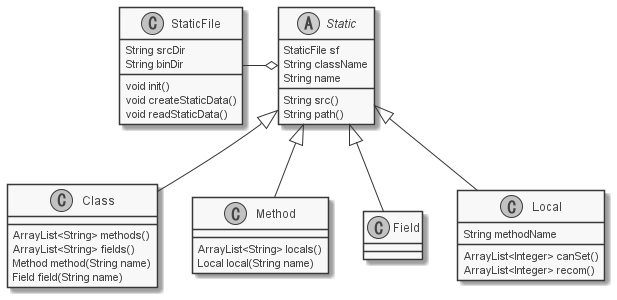 C StaticFile
String srcDir
String binDir
void init()
void createStaticData()
void readStaticData()
A Static
StaticFile sf
String className
String name
String src()
String path()
C Class
ArrayList<String> methods()
ArrayList<String> fields()
Method method(String name)
Field field(String name)
C Method
ArrayList<String> locals()
Local local(String name)
C Field
C Local
String methodName
ArrayList<Integer> canSet()
ArrayList<Integer> recom()